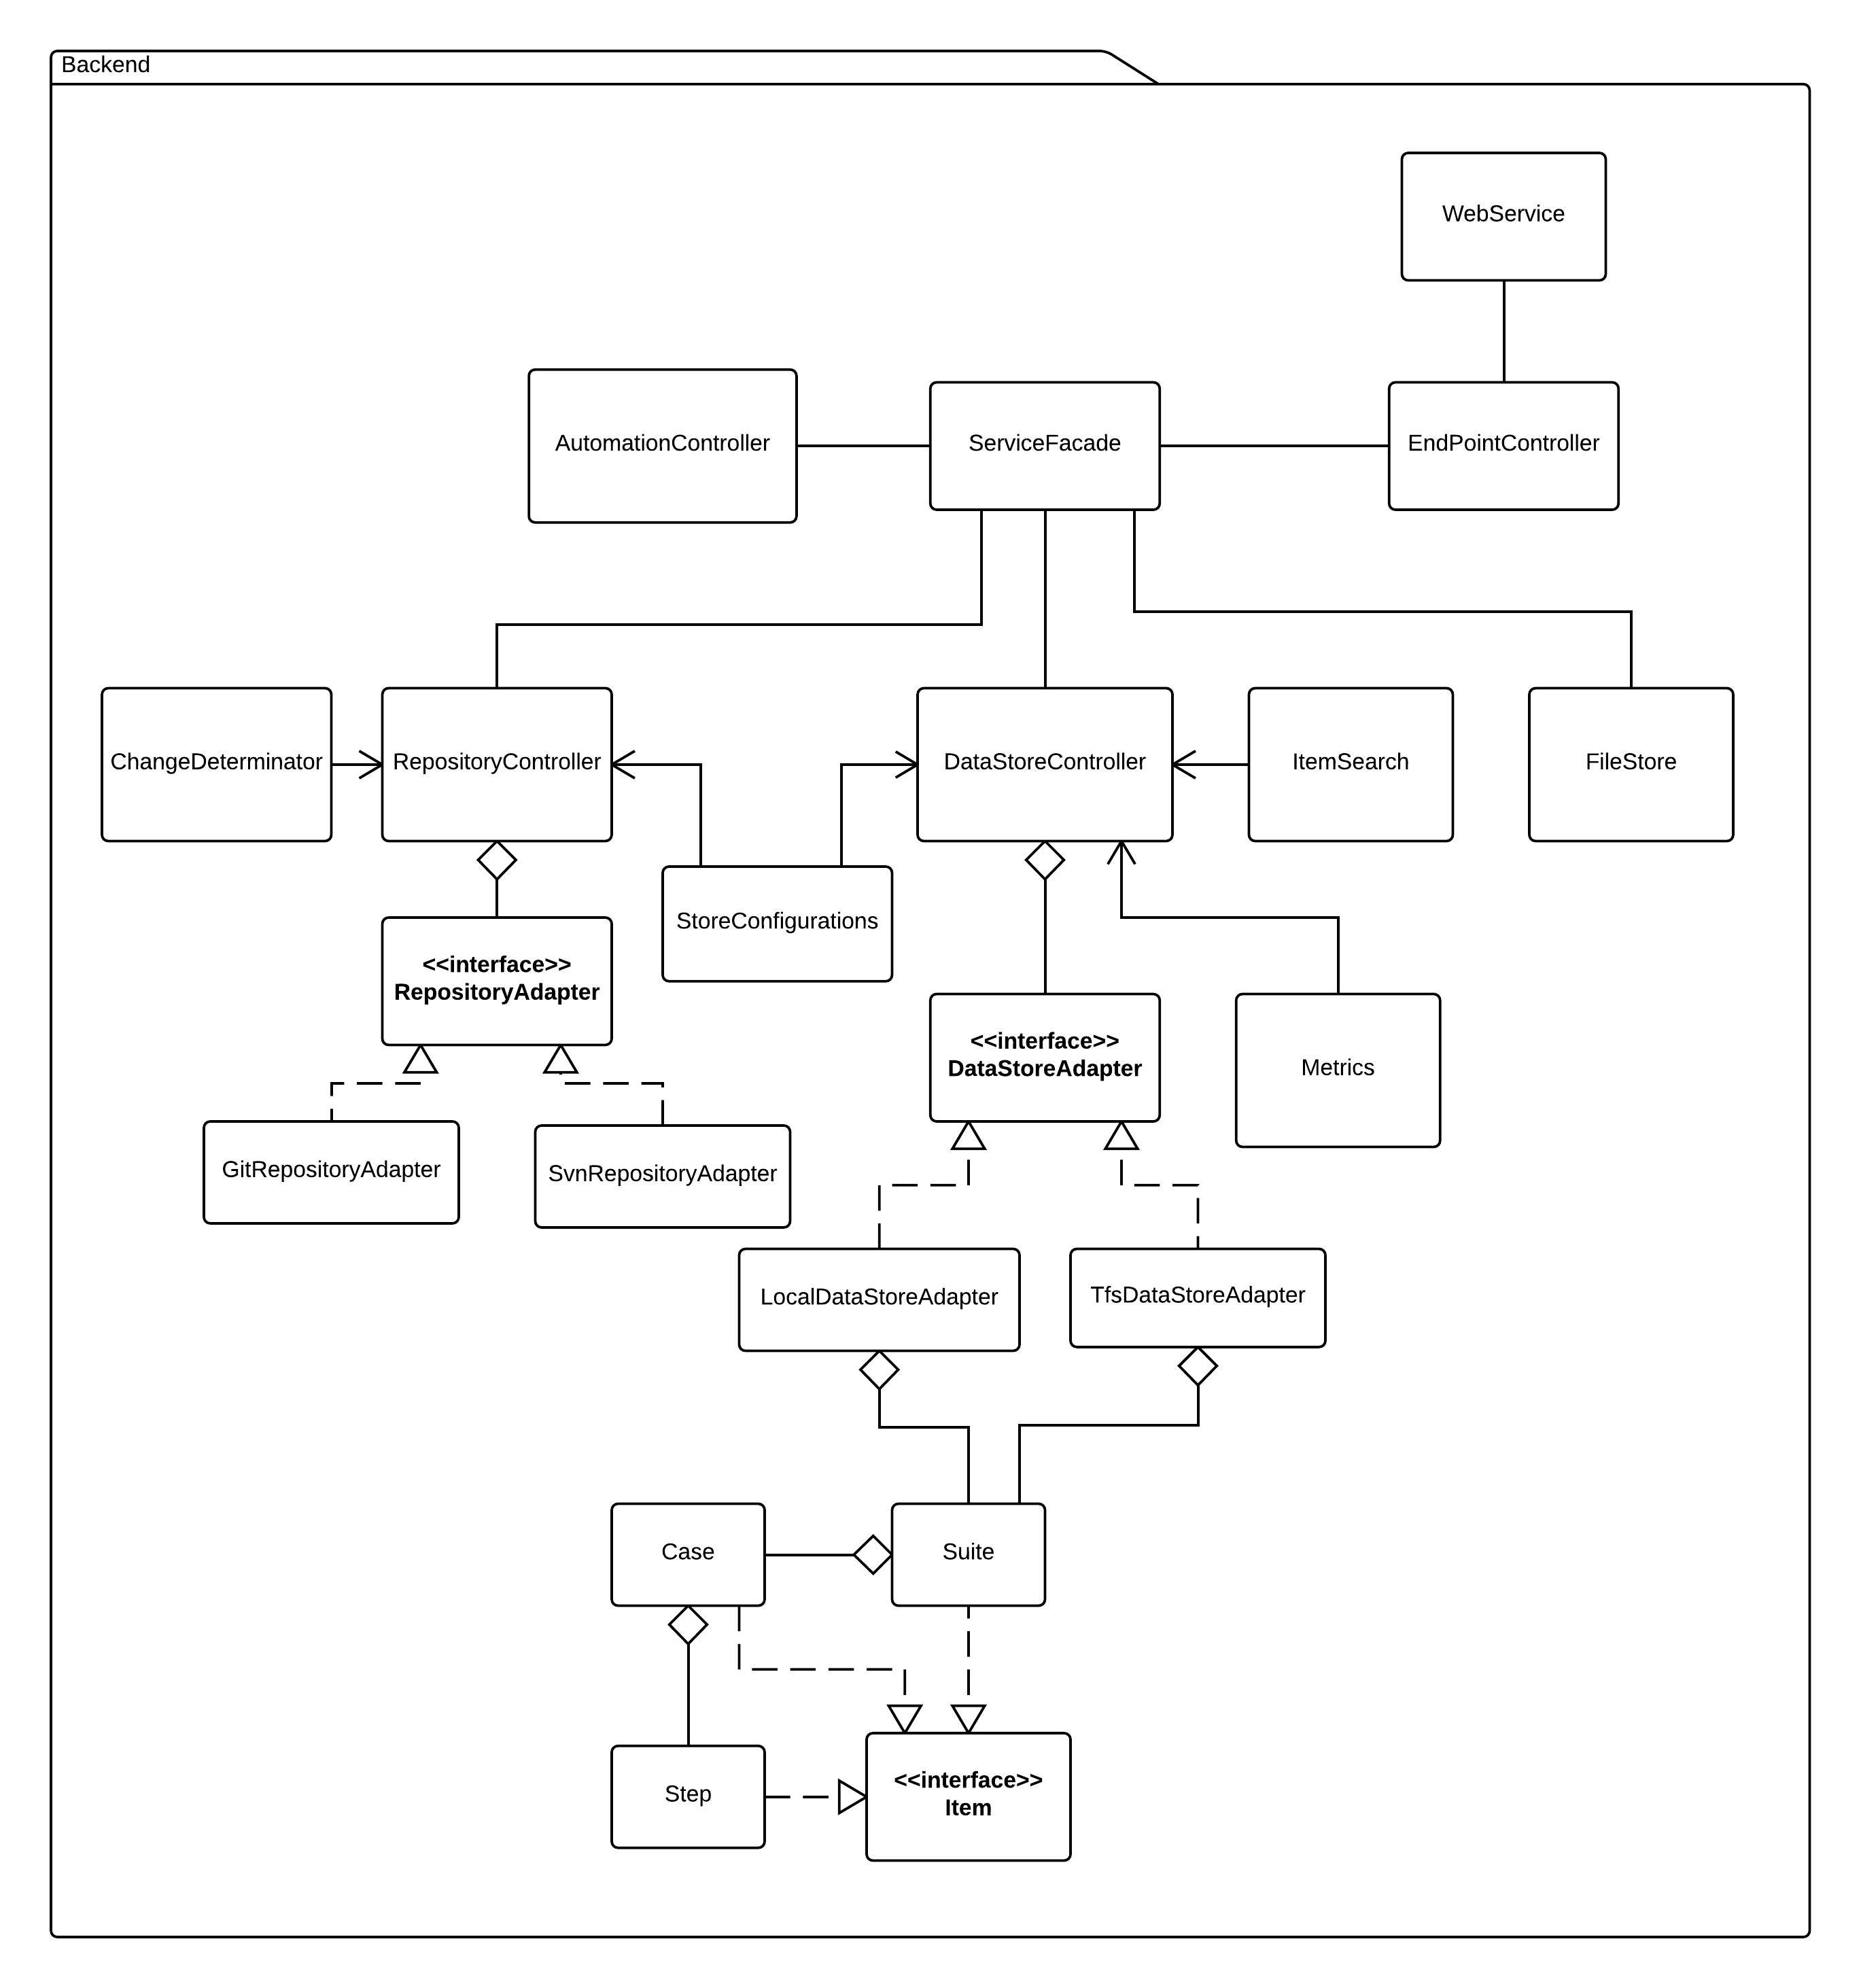 Backend
WebService
AutomationController
ServiceFacade
EndPointController
ChangeDeterminator
RepositoryController
DataStoreController
ItemSearch
FileStore
StoreConfigurations
<<interface>>
RepositoryAdapter
<<interface>>
DataStoreAdapter
Metrics
GitRepositoryAdapter
SvnRepositoryAdapter
LocalDataStoreAdapter
TfsDataStoreAdapter
Case
Suite
Step
<<interface>>
Item